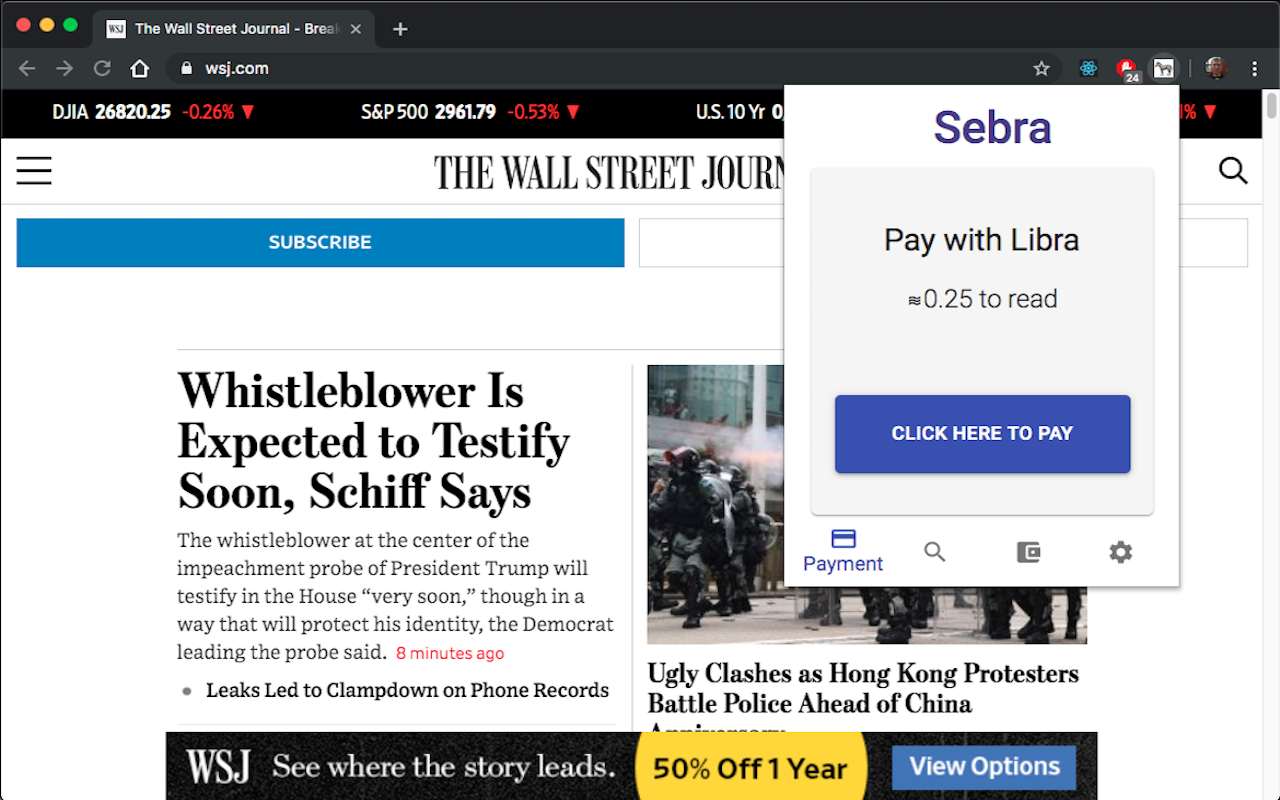 WSJ The Wall Street Journal - Break
wsj.com
24
DJIA 26820.25 -0.26% ▼ S&P 500 2961.79 -0.53% ▼ U.S. 10 Yr 0 1% ▼
THE WALL STREET JOURN
SUBSCRIBE
Sebra
Pay with Libra
≋0.25 to read
CLICK HERE TO PAY
Payment
Whistleblower Is
Expected to Testify
Soon, Schiff Says
The whistleblower at the center of the
impeachment probe of President Trump will
testify in the House “very soon,” though in a
way that will protect his identity, the Democrat
leading the probe said. 8 minutes ago
• Leaks Led to Clampdown on Phone Records
Ugly Clashes as Hong Kong Protesters
Battle Police Ahead of China
WSJ See where the story leads. 50% Off 1 Year View Options